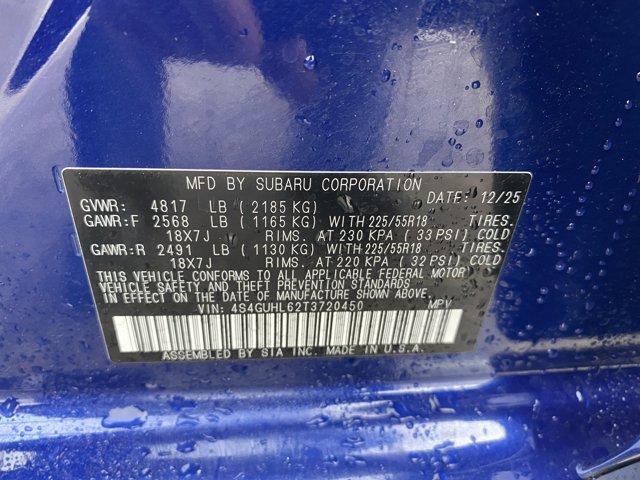 MFD BY SUBARU CORPORATION
GVWR: 4817 LB (2185 KG) DATE: 12/25
GAWR:F 2568 LB (1165 KG) WITH 225/55R18 TIRES.
18X7J RIMS. AT 230 KPA ( 33 PSI) COLD
GAWR:R 2491 LB (1130 KG) WITH 225/55R18 TIRES.
18X7J RIMS. AT 220 KPA ( 32 PSI) COLD
THIS VEHICLE CONFORMS TO ALL APPLICABLE FEDERAL MOTOR
VEHICLE SAFETY AND THEFT PREVENTION STANDARDS
IN EFFECT ON THE DATE OF MANUFACTURE SHOWN ABOVE.
VIN: 4S4GUHL62T3720450 MPV
ASSEMBLED BY SIA INC. MADE IN U.S.A.